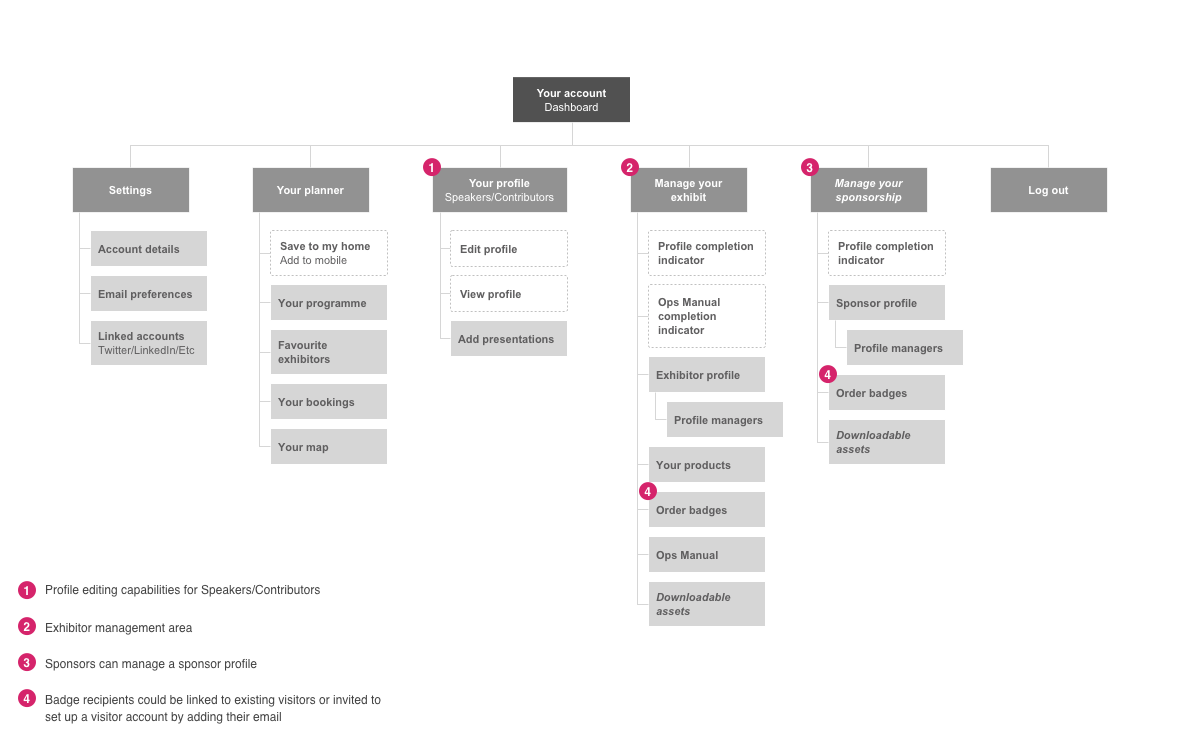 Your account
Dashboard
Settings
Account details
Email preferences
Linked accounts
Twitter/LinkedIn/Etc
Your planner
Save to my home
Add to mobile
Your programme
Favourite
exhibitors
Your bookings
Your map
1
Your profile
Speakers/Contributors
Edit profile
View profile
Add presentations
2
Manage your
exhibit
Profile completion
indicator
Ops Manual
completion
indicator
Exhibitor profile
Profile managers
Your products
4
Order badges
Ops Manual
Downloadable
assets
3
Manage your
sponsorship
Profile completion
indicator
Sponsor profile
Profile managers
4
Order badges
Downloadable
assets
Log out
1 Profile editing capabilities for Speakers/Contributors
2 Exhibitor management area
3 Sponsors can manage a sponsor profile
4 Badge recipients could be linked to existing visitors or invited to
set up a visitor account by adding their email